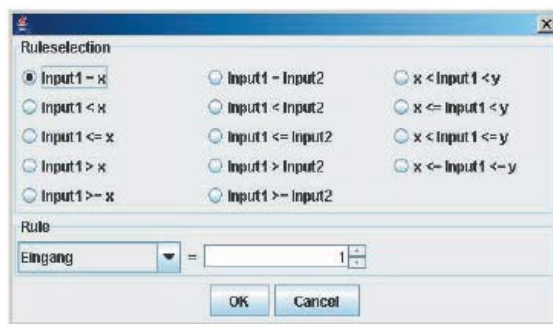 Ruleselection
Input1 = x Input1 = Input2 x < Input1 < y
Input1 < x Input1 < Input2 x <= Input1 < y
Input1 <= x Input1 <= Input2 x < Input1 <= y
Input1 > x Input1 > Input2 x <= Input1 <= y
Input1 >= x Input1 >= Input2
Rule
Eingang = 1
OK Cancel